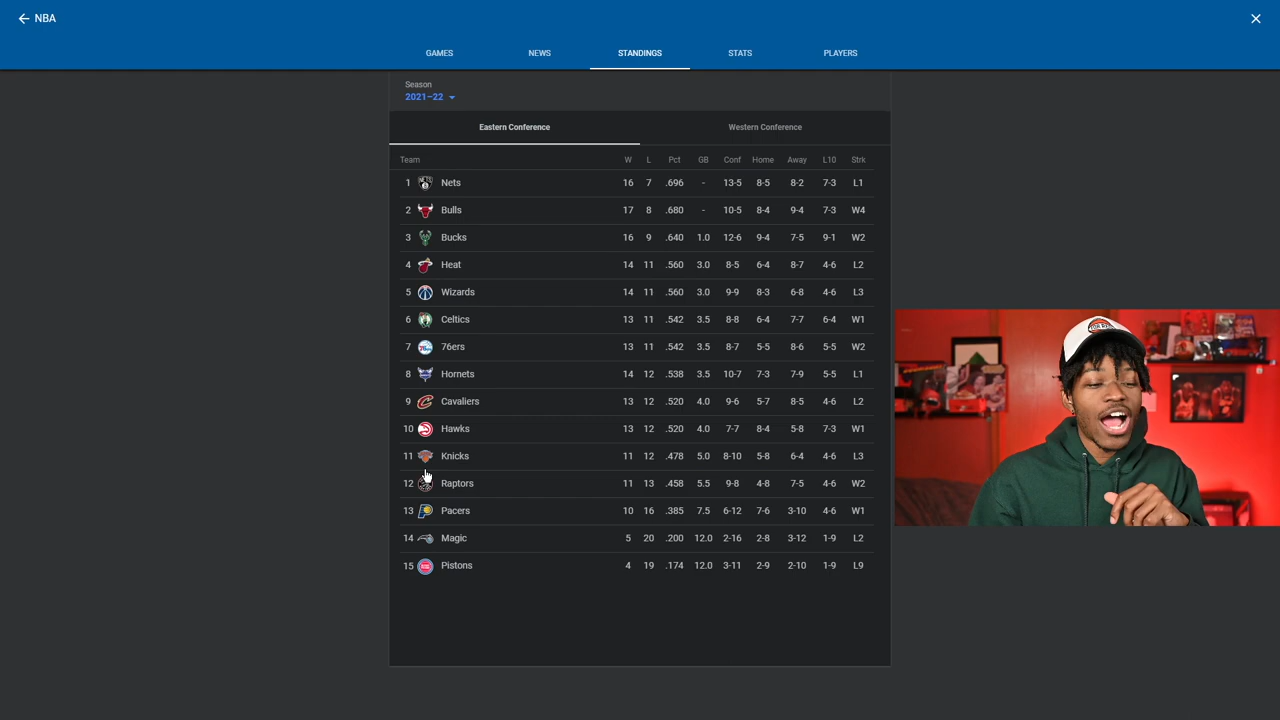 NBA
GAMES NEWS STANDINGS STATS PLAYERS
Season
2021–22
Eastern Conference Western Conference
Team W L Pct GB Conf Home Away L10 Strk
1 Nets 16 7 .696 - 13-5 8-5 8-2 7-3 L1
2 Bulls 17 8 .680 - 10-5 8-4 9-4 7-3 W4
3 Bucks 16 9 .640 1.0 12-6 9-4 7-5 9-1 W2
4 Heat 14 11 .560 3.0 8-5 6-4 8-7 4-6 L2
5 Wizards 14 11 .560 3.0 9-9 8-3 6-8 4-6 L3
6 Celtics 13 11 .542 3.5 8-8 6-4 7-7 6-4 W1
7 76ers 13 11 .542 3.5 8-7 5-5 8-6 5-5 W2
8 Hornets 14 12 .538 3.5 10-7 7-3 7-9 5-5 L1
9 Cavaliers 13 12 .520 4.0 9-6 5-7 8-5 4-6 L2
10 Hawks 13 12 .520 4.0 7-7 8-4 5-8 7-3 W1
11 Knicks 11 12 .478 5.0 8-10 5-8 6-4 4-6 L3
12 Raptors 11 13 .458 5.5 9-8 4-8 7-5 4-6 W2
13 Pacers 10 16 .385 7.5 6-12 7-6 3-10 4-6 W1
14 Magic 5 20 .200 12.0 2-16 2-8 3-12 1-9 L2
15 Pistons 4 19 .174 12.0 3-11 2-9 2-10 1-9 L9